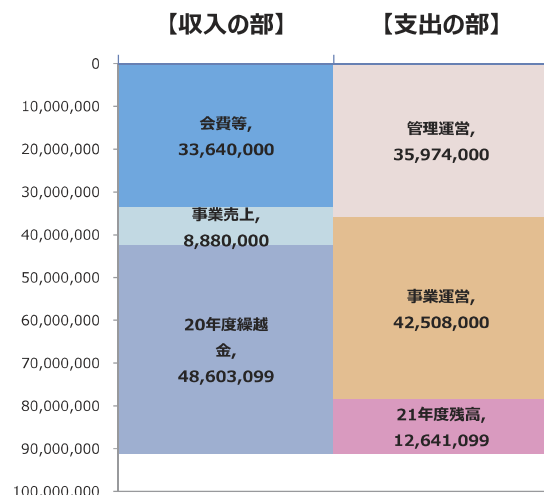 【収入の部】 【支出の部】
0
10,000,000
20,000,000
30,000,000
40,000,000
50,000,000
60,000,000
70,000,000
80,000,000
90,000,000
100,000,000
会費等,
33,640,000
事業売上,
8,880,000
20年度繰越
金,
48,603,099
管理運営,
35,974,000
事業運営,
42,508,000
21年度残高,
12,641,099